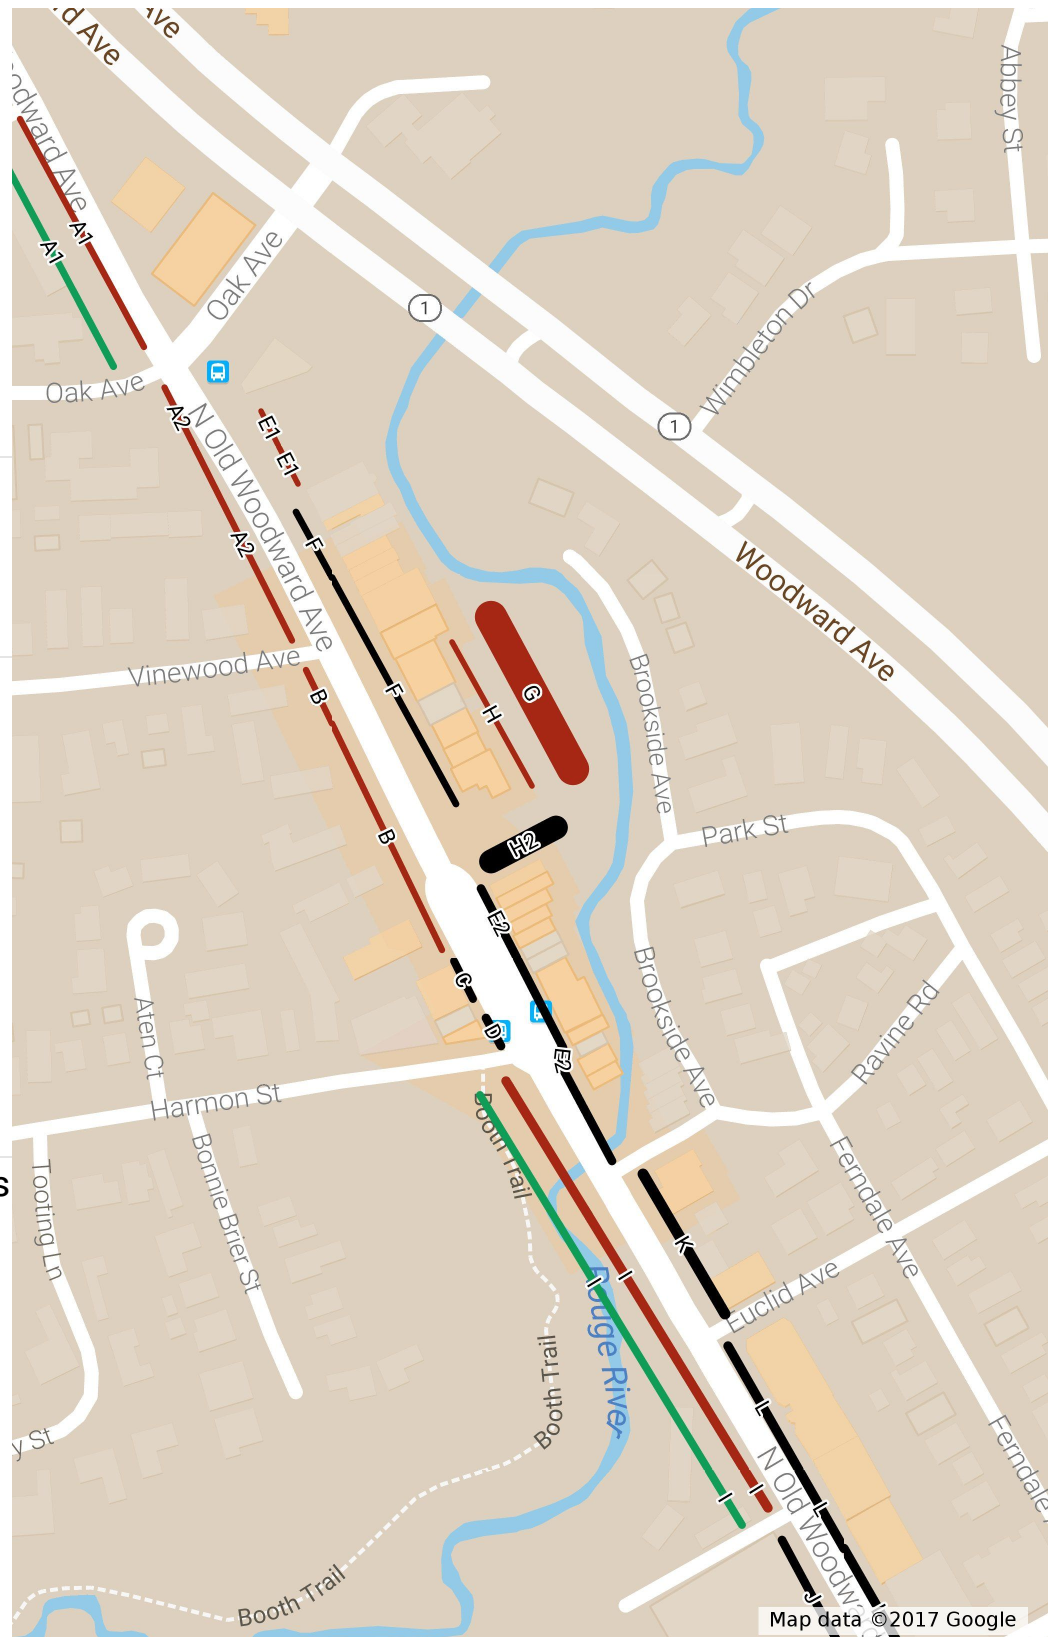 rd Ave
Ave
Abbey St
oodward Ave
A1
A1
Oak Ave
1
Wimbleton Dr
Oak Ave
A2
N Old Woodward Ave
E1
E1
1
A2
F
Woodward Ave
Vinewood Ave
B
F
H
G
Brookside Ave
B
H2
Park St
E2
C
D
E2
Brookside Ave
Ravine Rd
Aten Ct
Harmon St
Booth Trail
Bonnie Brier St
Tooting Ln
s
Ferndale Ave
K
I
I
Rouge River
Euclid Ave
Booth Trail
L
y St
Ferndale
N Old Woodward
I
I
L
Booth Trail
J
Map data ©2017 Google